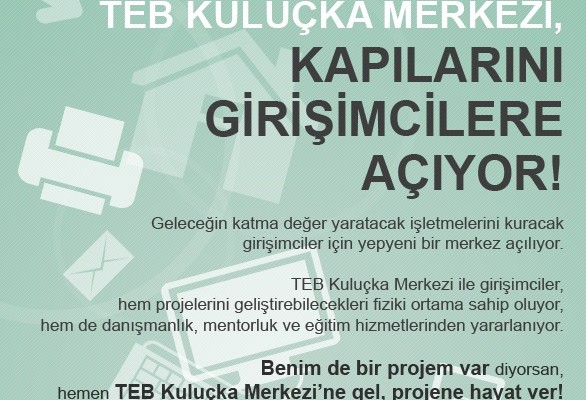 TEB KULUÇKA MERKEZİ,
KAPILARINI
GİRİŞİMCİLERE
AÇIYOR!
Geleceğin katma değer yaratacak işletmelerini kuracak
girişimciler için yepyeni bir merkez açılıyor.
TEB Kuluçka Merkezi ile girişimciler,
hem projelerini geliştirebilecekleri fiziki ortama sahip oluyor,
hem de danışmanlık, mentorluk ve eğitim hizmetlerinden yararlanıyor.
Benim de bir projem var diyorsan,
hemen TEB Kuluçka Merkezi'ne gel, projene hayat ver!